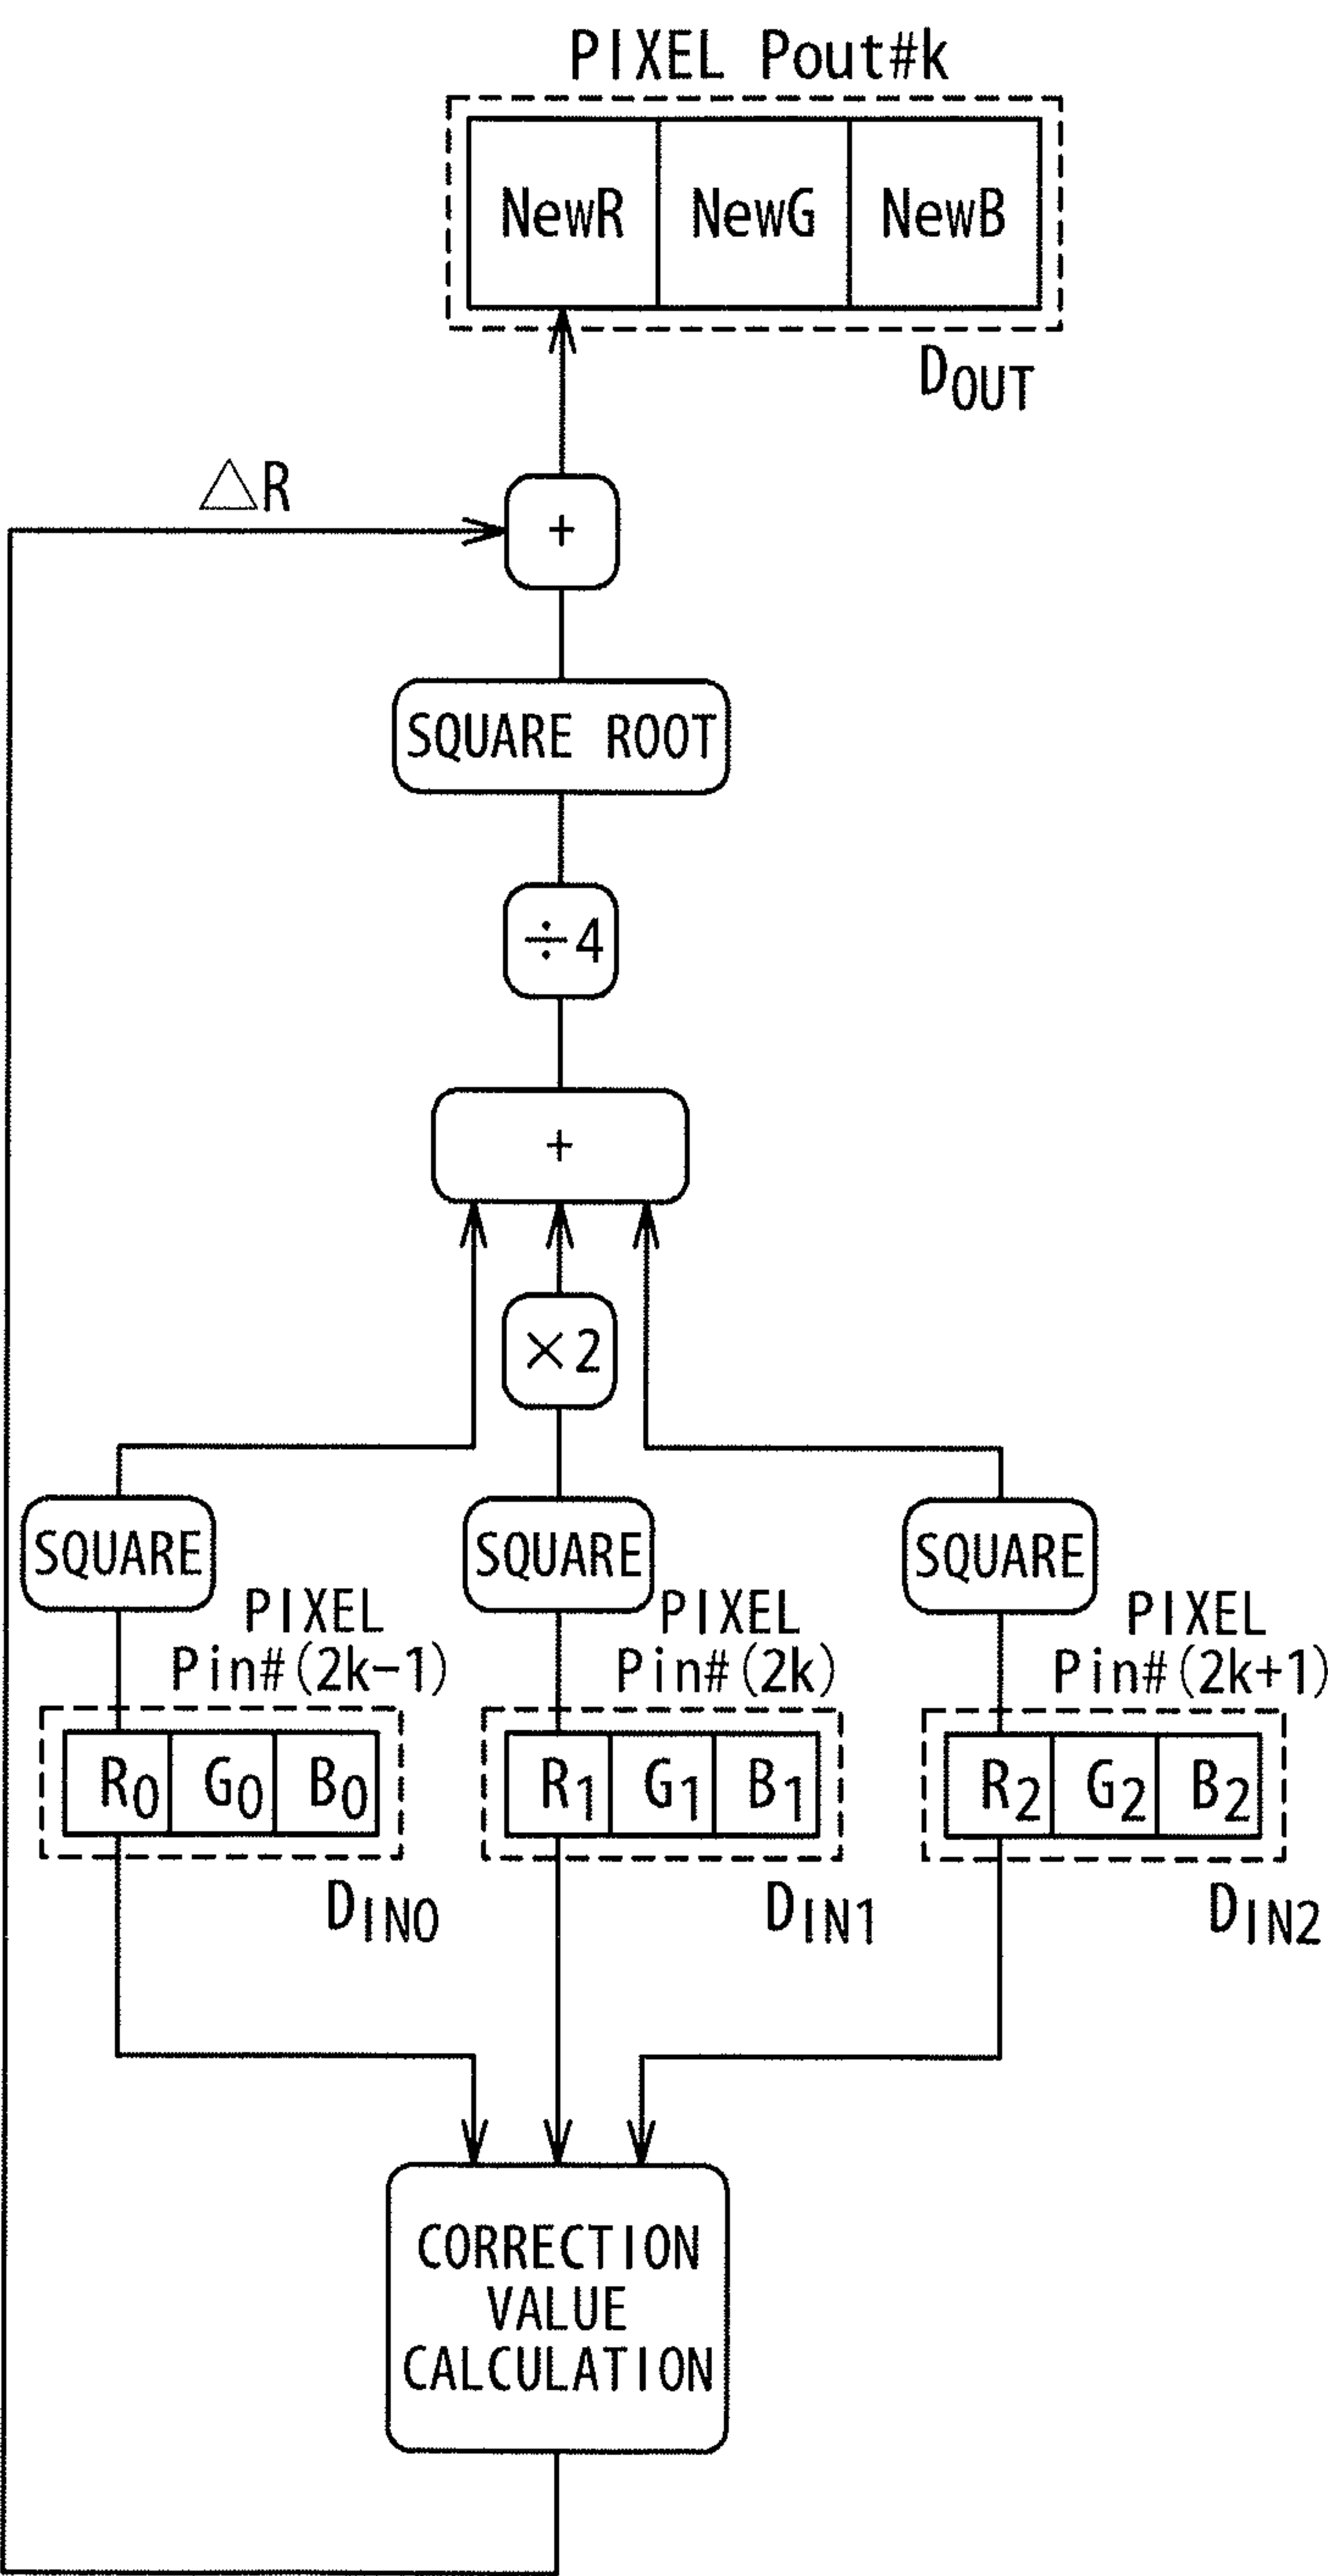 PIXEL Pout#k
NewR NewG NewB
DOUT
△R
+
SQUARE ROOT
÷4
+
×2
SQUARE SQUARE SQUARE
PIXEL PIXEL PIXEL
Pin#(2k-1) Pin#(2k) Pin#(2k+1)
R0 G0 B0 R1 G1 B1 R2 G2 B2
DIN0 DIN1 DIN2
CORRECTION
VALUE
CALCULATION